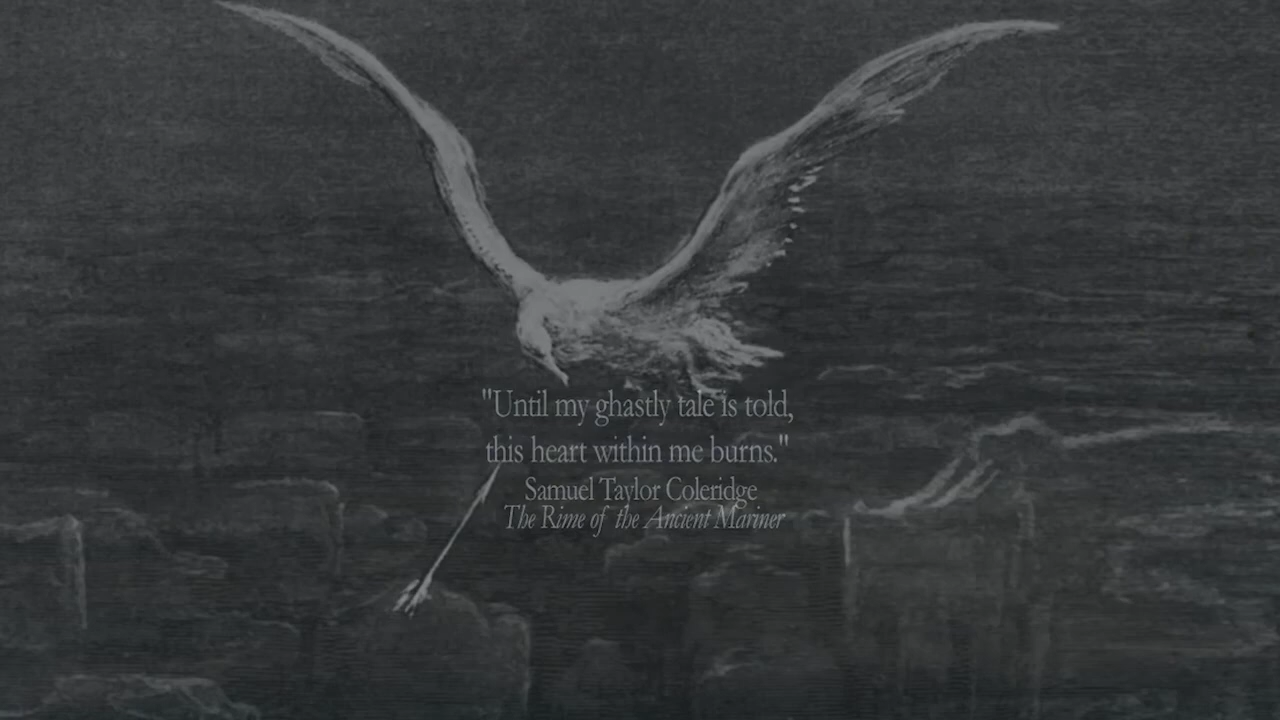 "Until my ghastly tale is told,
this heart within me burns."
Samuel Taylor Coleridge
The Rime of the Ancient Mariner